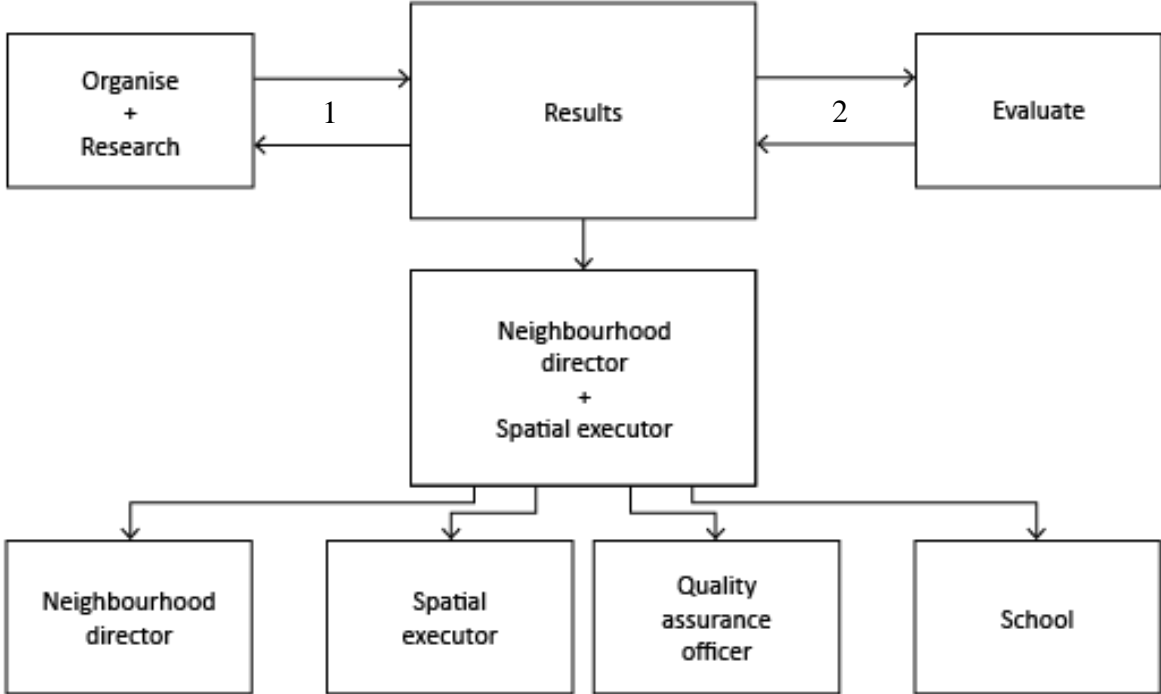 Organise
+
Research
1
Results
2
Evaluate
Neighbourhood
director
+
Spatial executor
Neighbourhood
director
Spatial
executor
Quality
assurance
officer
School